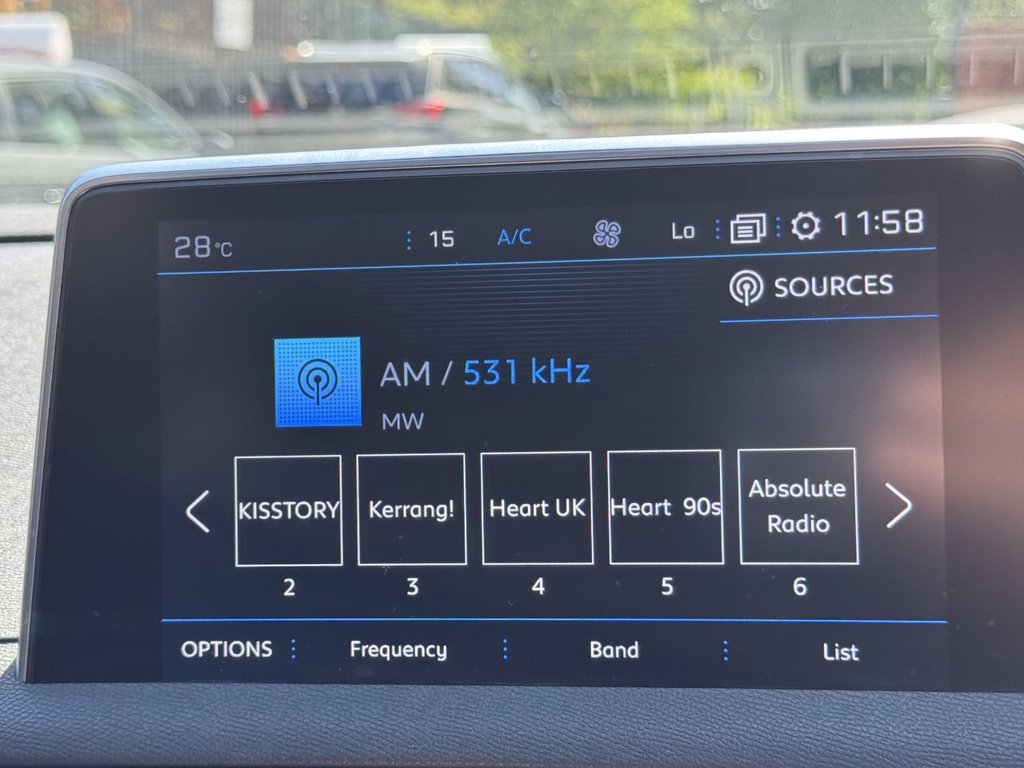 28°C 15 A/C Lo 11:58
SOURCES
AM / 531 kHz
MW
KISSTORY Kerrang! Heart UK Heart 90s Absolute
Radio
2 3 4 5 6
OPTIONS Frequency Band List